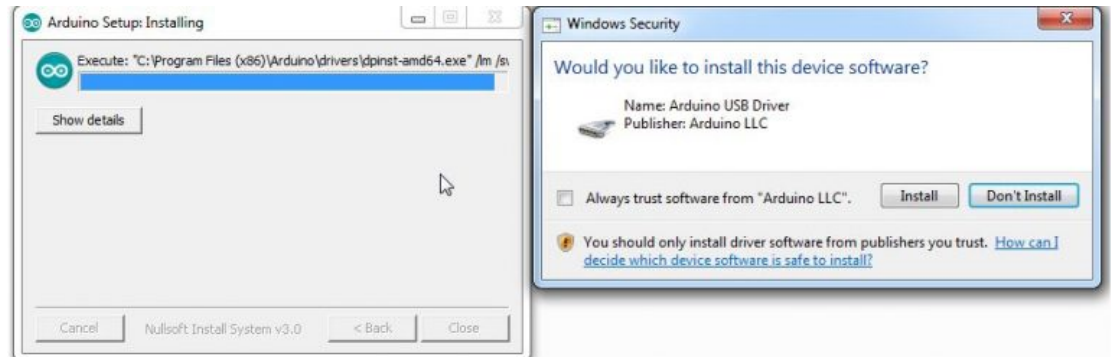 Arduino Setup: Installing
Execute: "C:\Program Files (x86)\Arduino\drivers\dpinst-amd64.exe" /lm /sw
Show details
Cancel
Nullsoft Install System v3.0
< Back
Close
Windows Security
Would you like to install this device software?
Name: Arduino USB Driver
Publisher: Arduino LLC
Always trust software from "Arduino LLC".
Install
Don't Install
You should only install driver software from publishers you trust. How can I
decide which device software is safe to install?